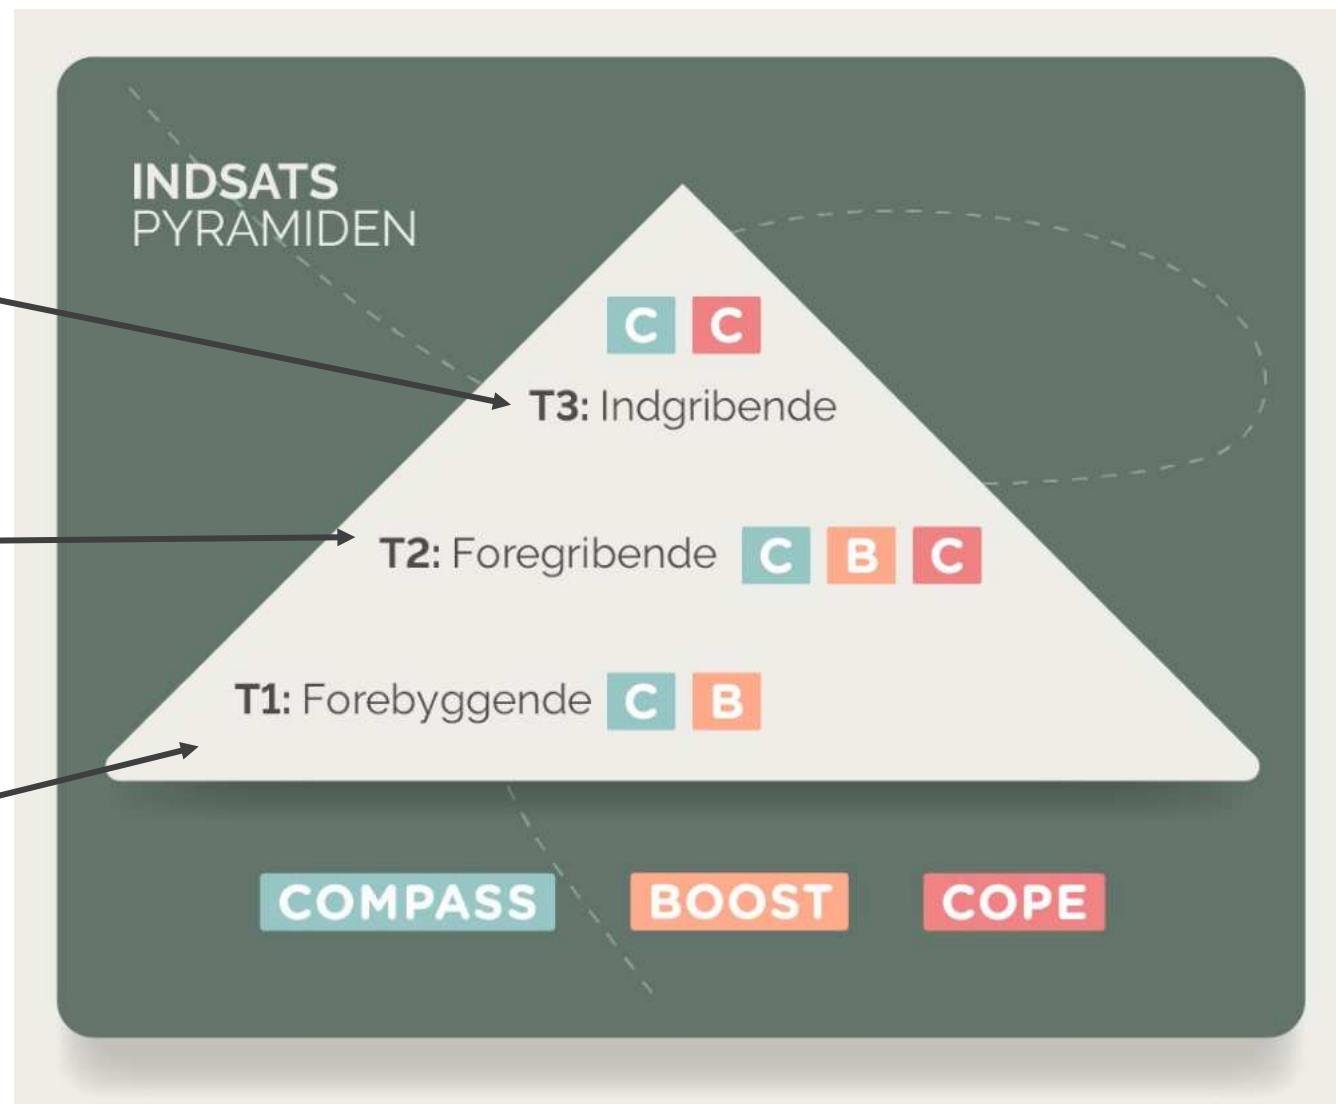 INDSATS
PYRAMIDEN
C C
T3: Indgribende
T2: Foregribende C B C
T1: Forebyggende C B
COMPASS BOOST COPE